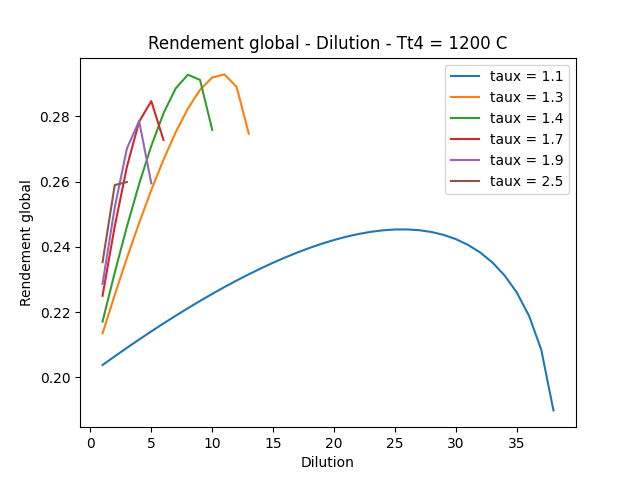 Rendement global - Dilution - Tt4 = 1200 C
taux = 1.1
taux = 1.3
taux = 1.4
taux = 1.7
taux = 1.9
taux = 2.5
Rendement global
0.28
0.26
0.24
0.22
0.20
0 5 10 15 20 25 30 35
Dilution